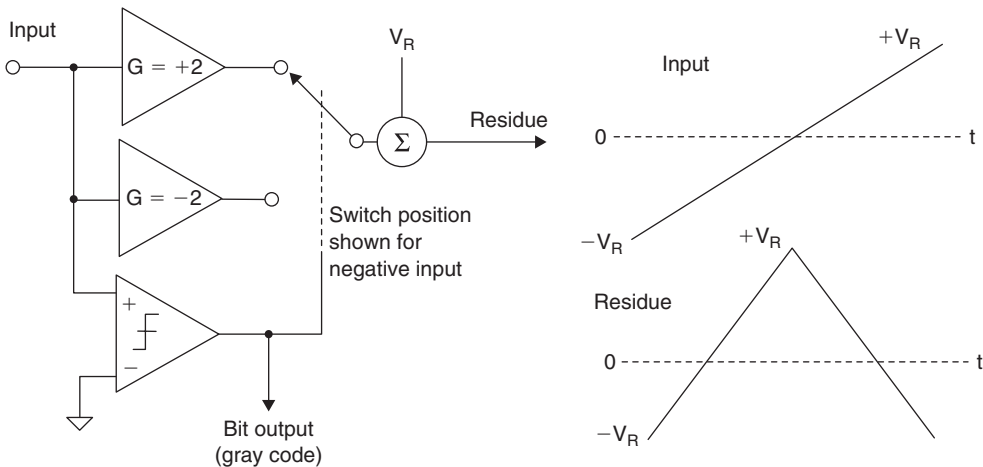 Input
G = +2
V_R
Σ
Residue
G = −2
Switch position
shown for
negative input
+
−
Bit output
(gray code)
+V_R
Input
0
t
−V_R
+V_R
Residue
0
t
−V_R